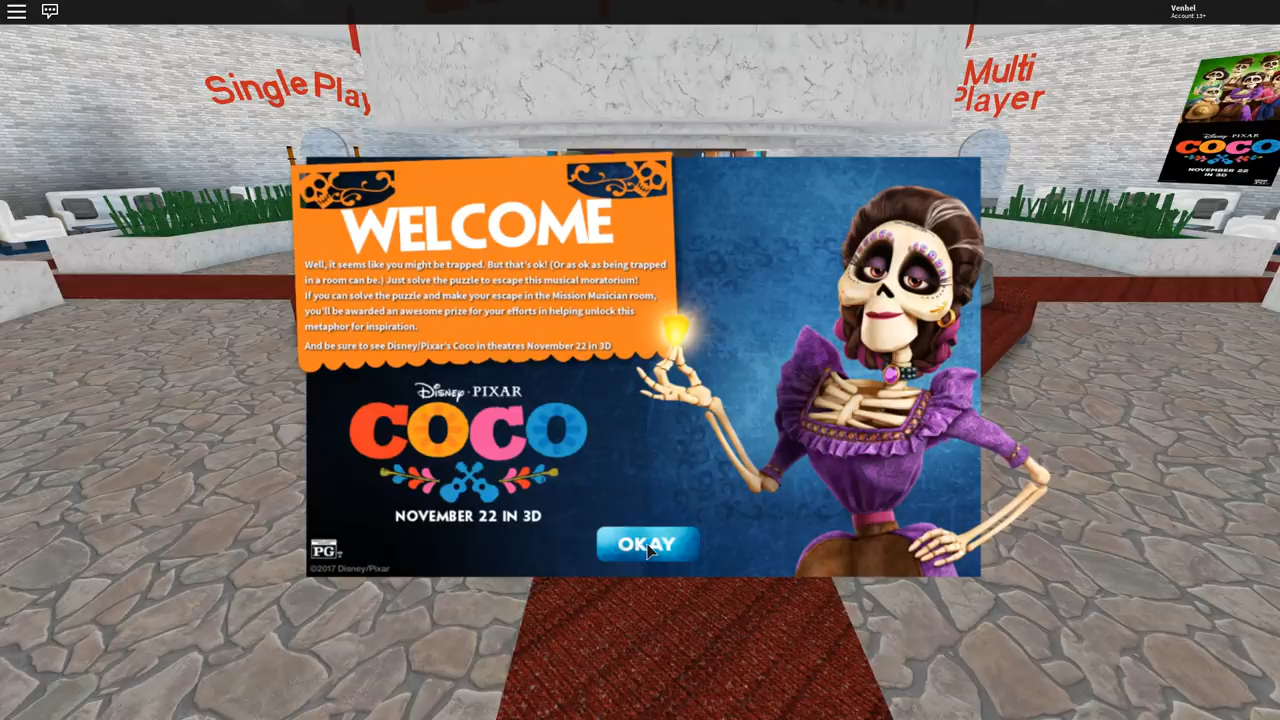 Venhel
Account: 13+
Single Play
Multi
Player
Disney · PIXAR
COCO
NOVEMBER 22
IN 3D
WELCOME
Well, it seems like you might be trapped. But that's ok! (Or as ok as being trapped
in a room can be.) Just solve the puzzle to escape this musical moratorium!
If you can solve the puzzle and make your escape in the Mission Musician room,
you'll be awarded an awesome prize for your efforts in helping unlock this
metaphor for inspiration.
And be sure to see Disney/Pixar's Coco in theatres November 22 in 3D
Disney · PIXAR
COCO
NOVEMBER 22 IN 3D
OKAY
PG
©2017 Disney/Pixar